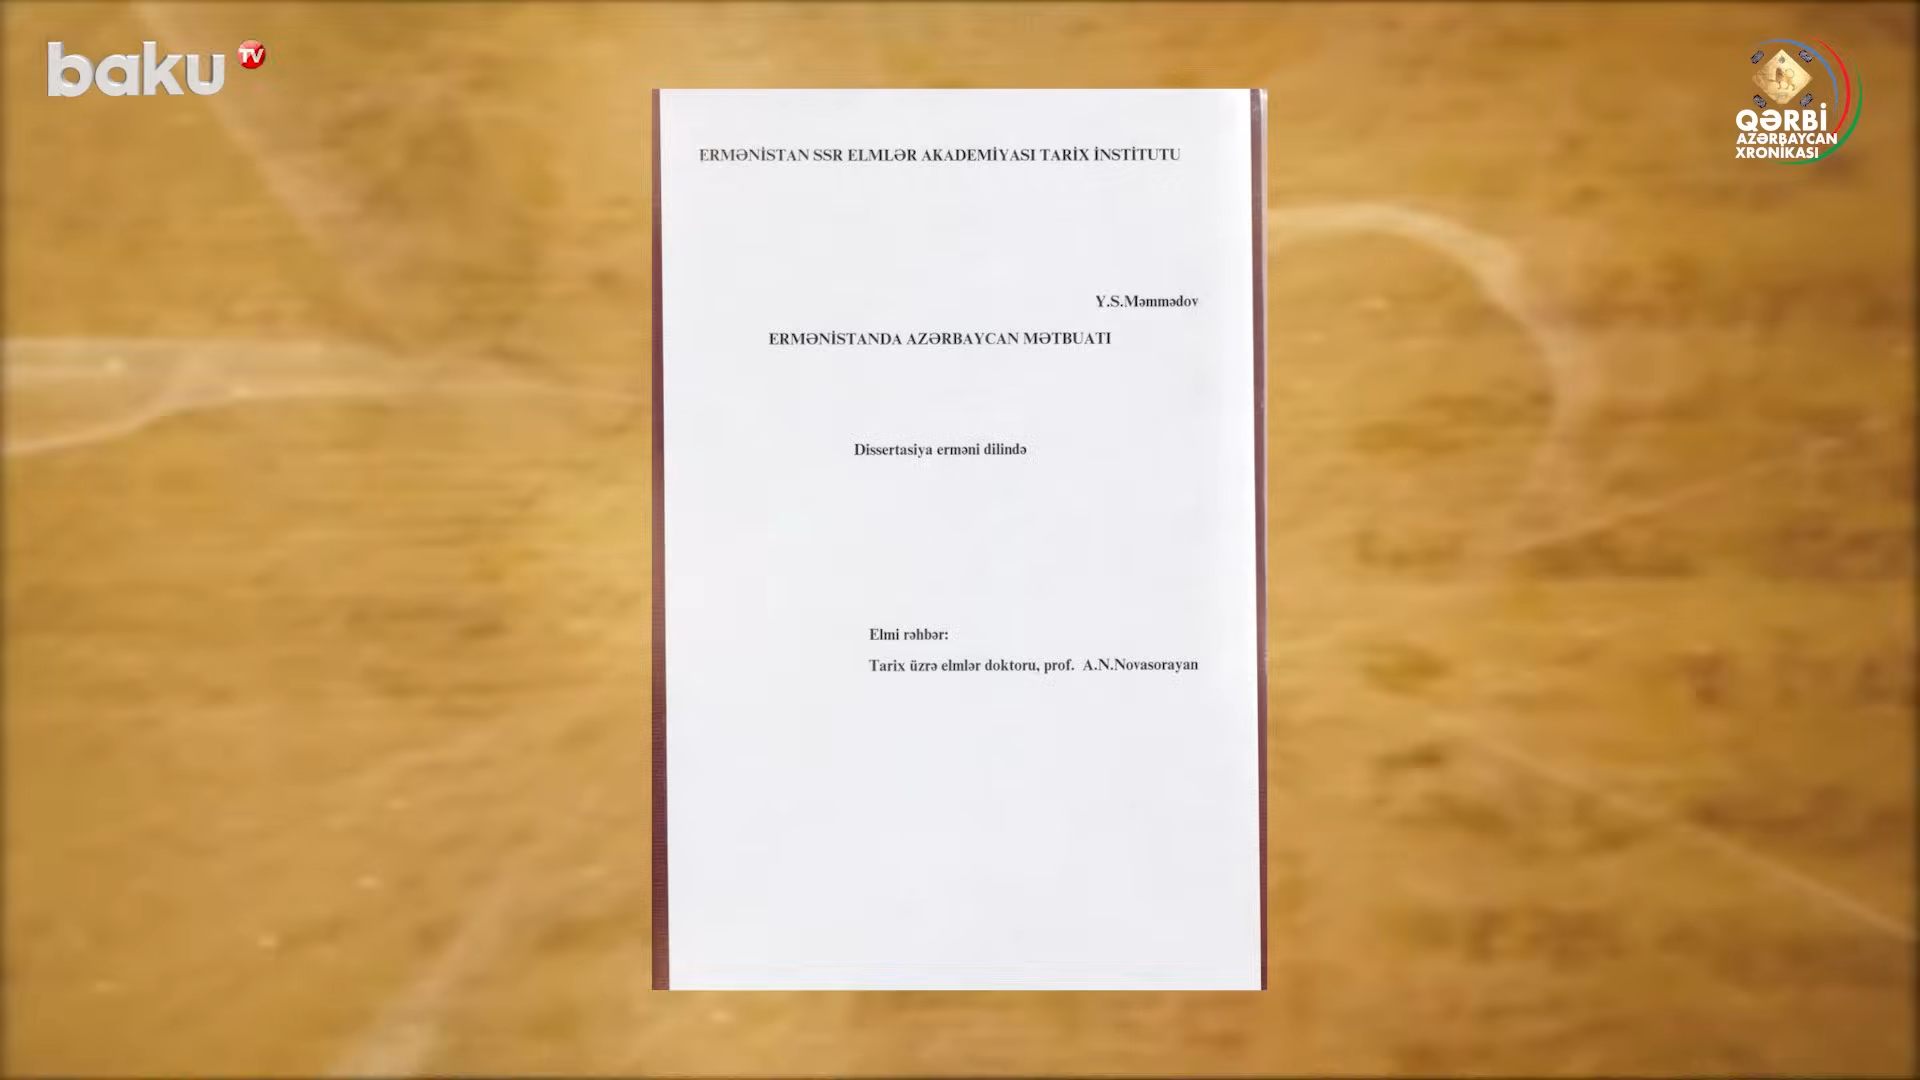 baku TV
QƏRBİ
AZƏRBAYCAN
XRONİKASI
ERMƏNİSTAN SSR ELMLƏR AKADEMİYASI TARİX İNSTİTUTU
Y.S.Məmmədov
ERMƏNİSTANDA AZƏRBAYCAN MƏTBUATI
Dissertasiya erməni dilində
Elmi rəhbər:
Tarix üzrə elmlər doktoru, prof. A.N.Novasorayan